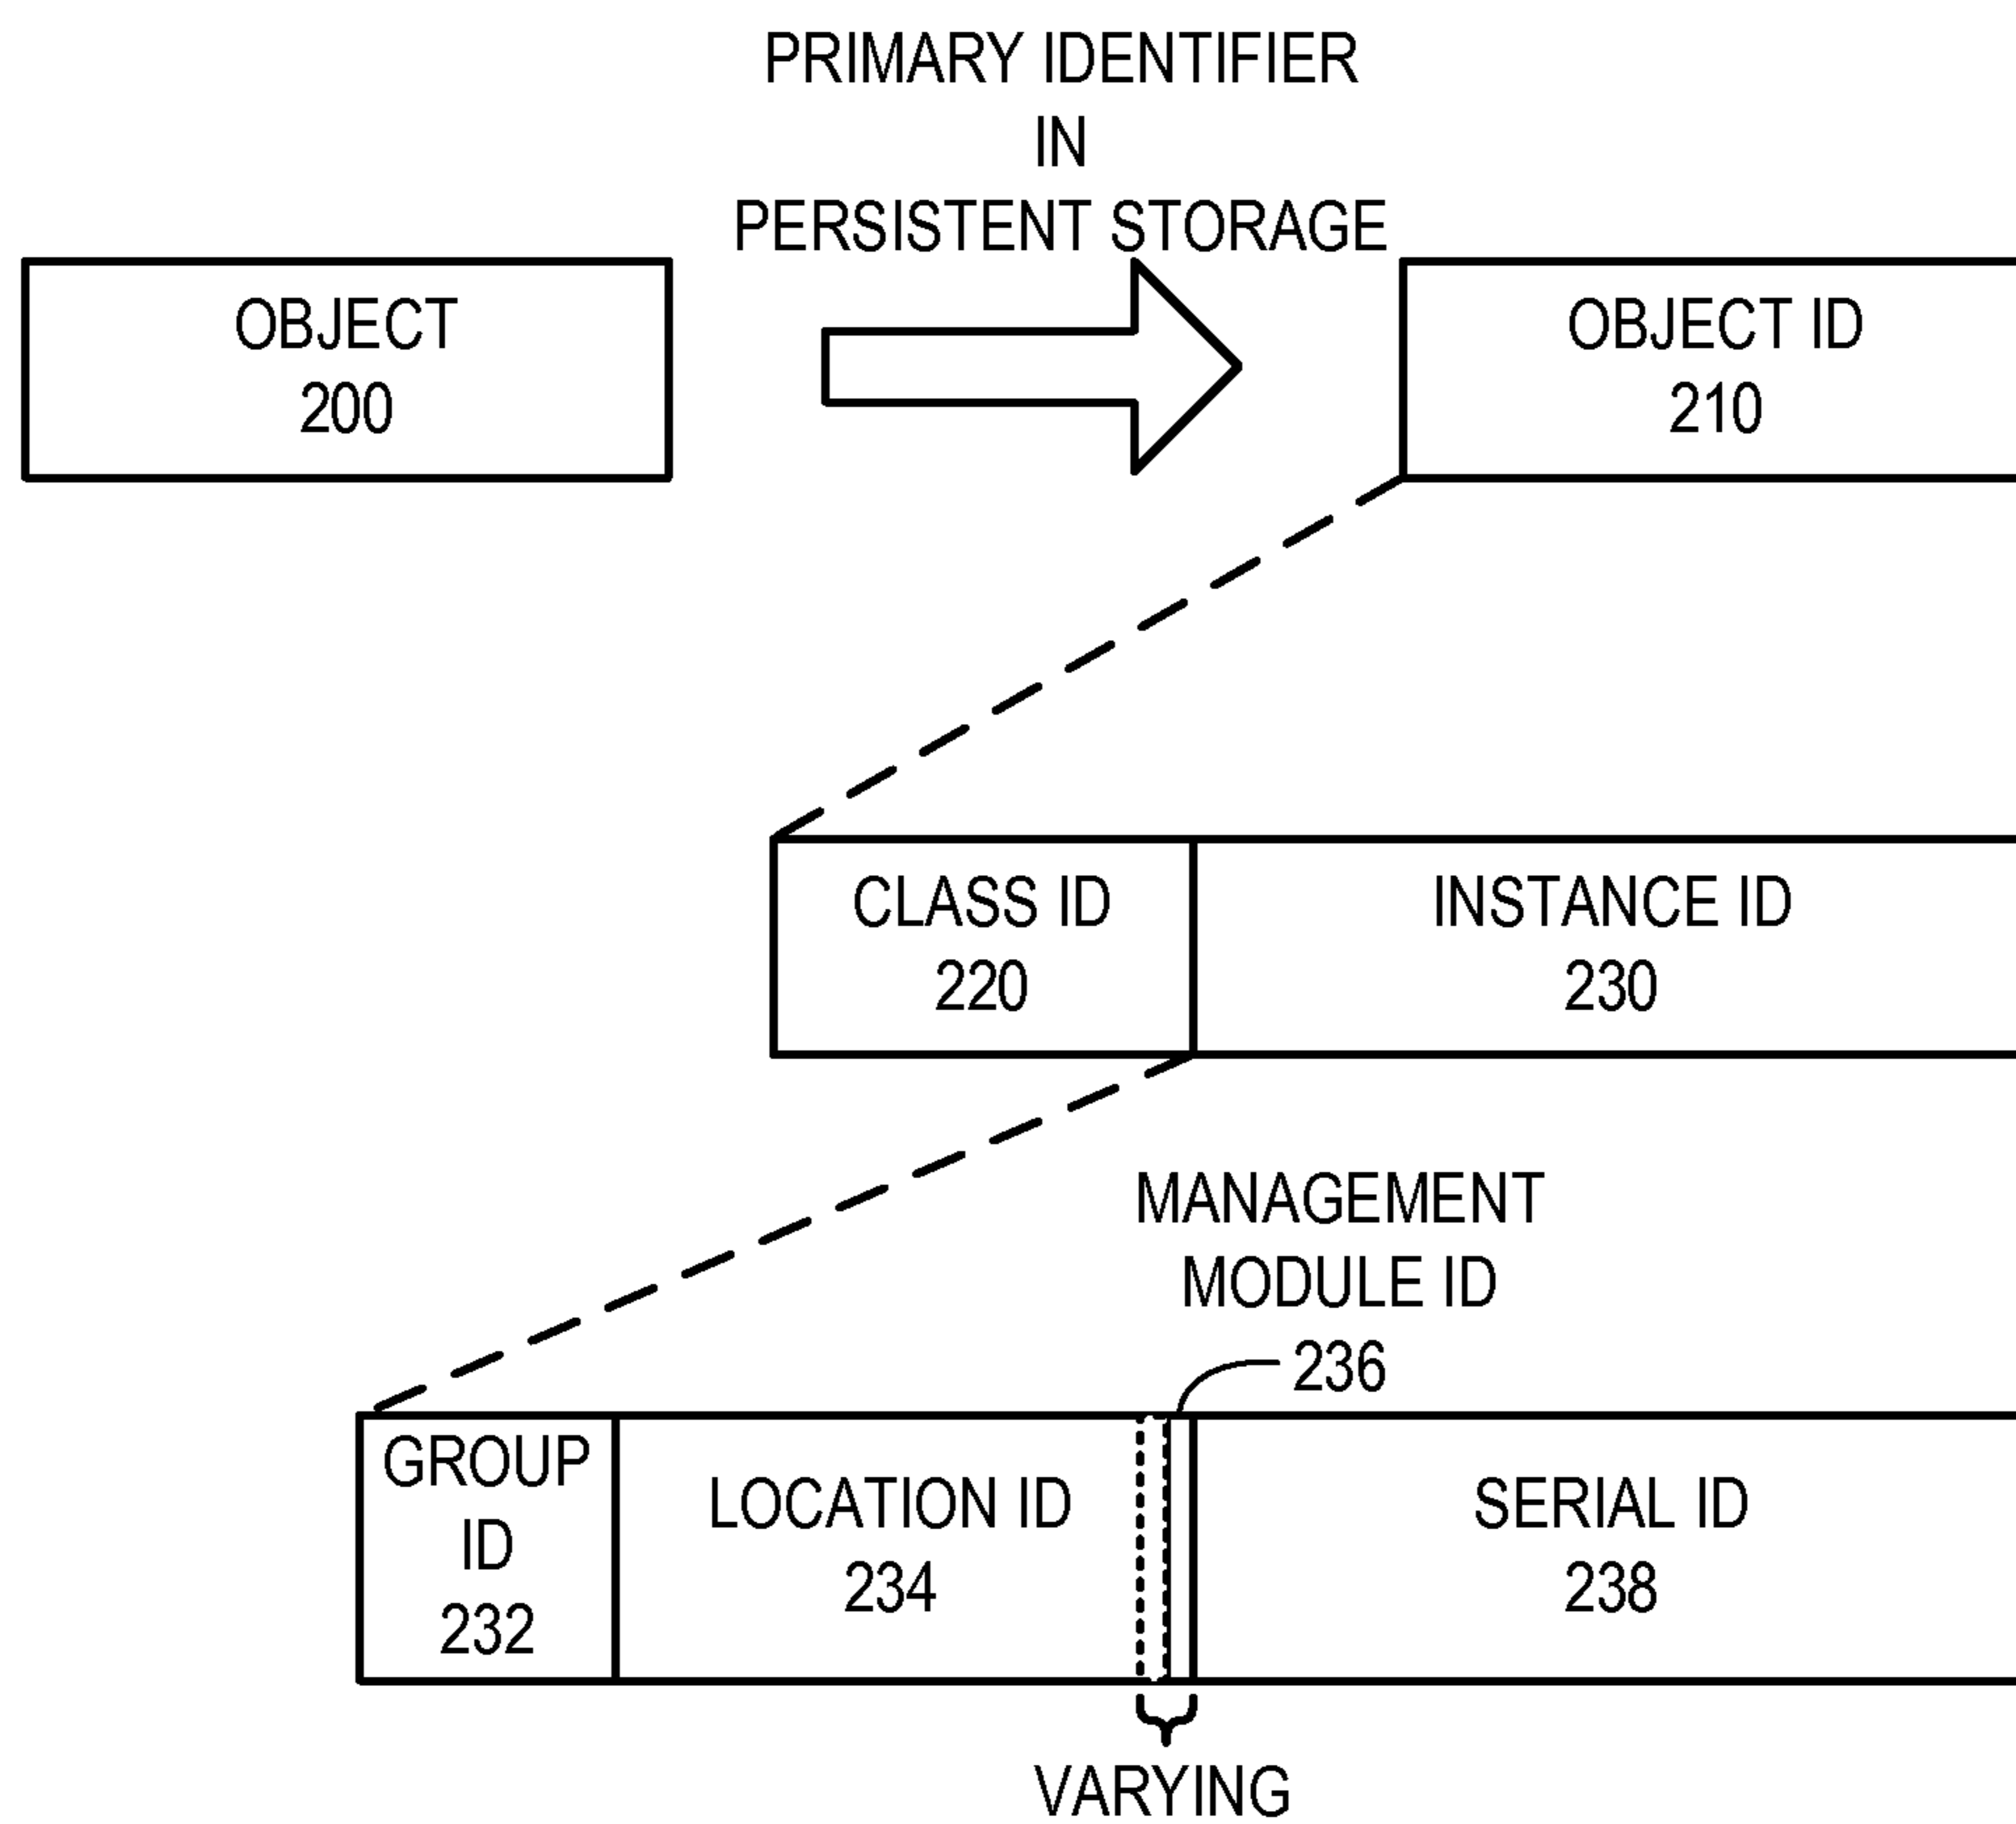 PRIMARY IDENTIFIER
IN
PERSISTENT STORAGE
OBJECT
200
OBJECT ID
210
CLASS ID
220
INSTANCE ID
230
MANAGEMENT
MODULE ID
236
GROUP
ID
232
LOCATION ID
234
SERIAL ID
238
VARYING